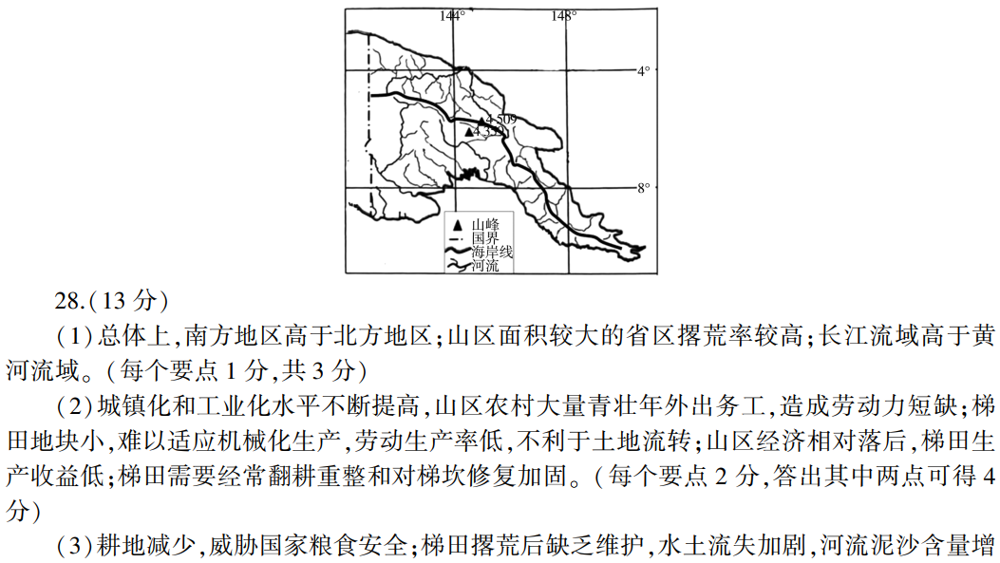 144° 148°
4°
4 509
8°
山峰
国界
海岸线
河流
28.(13 分)
(1)总体上,南方地区高于北方地区;山区面积较大的省区撂荒率较高;长江流域高于黄
河流域。(每个要点 1 分,共 3 分)
(2)城镇化和工业化水平不断提高,山区农村大量青壮年外出务工,造成劳动力短缺;梯
田地块小,难以适应机械化生产,劳动生产率低,不利于土地流转;山区经济相对落后,梯田生
产收益低;梯田需要经常翻耕重整和对梯坎修复加固。(每个要点 2 分,答出其中两点可得 4
分)
(3)耕地减少,威胁国家粮食安全;梯田撂荒后缺乏维护,水土流失加剧,河流泥沙含量增